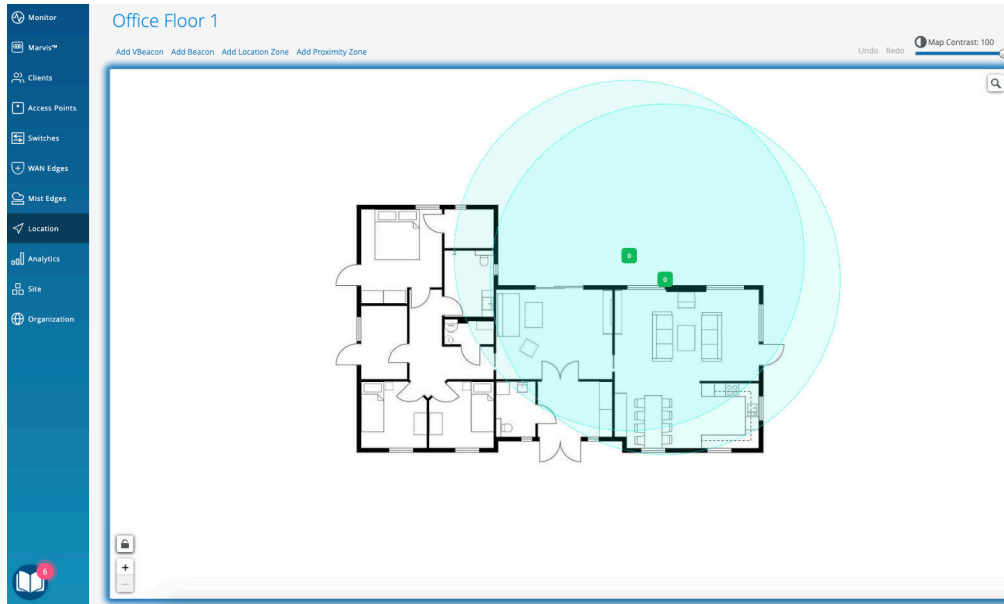 Monitor
Marvis™
Clients
Access Points
Switches
WAN Edges
Mist Edges
Location
Analytics
Site
Organization
6
Office Floor 1
Add VBeacon Add Beacon Add Location Zone Add Proximity Zone
Undo Redo
Map Contrast: 100
0
0
+
−